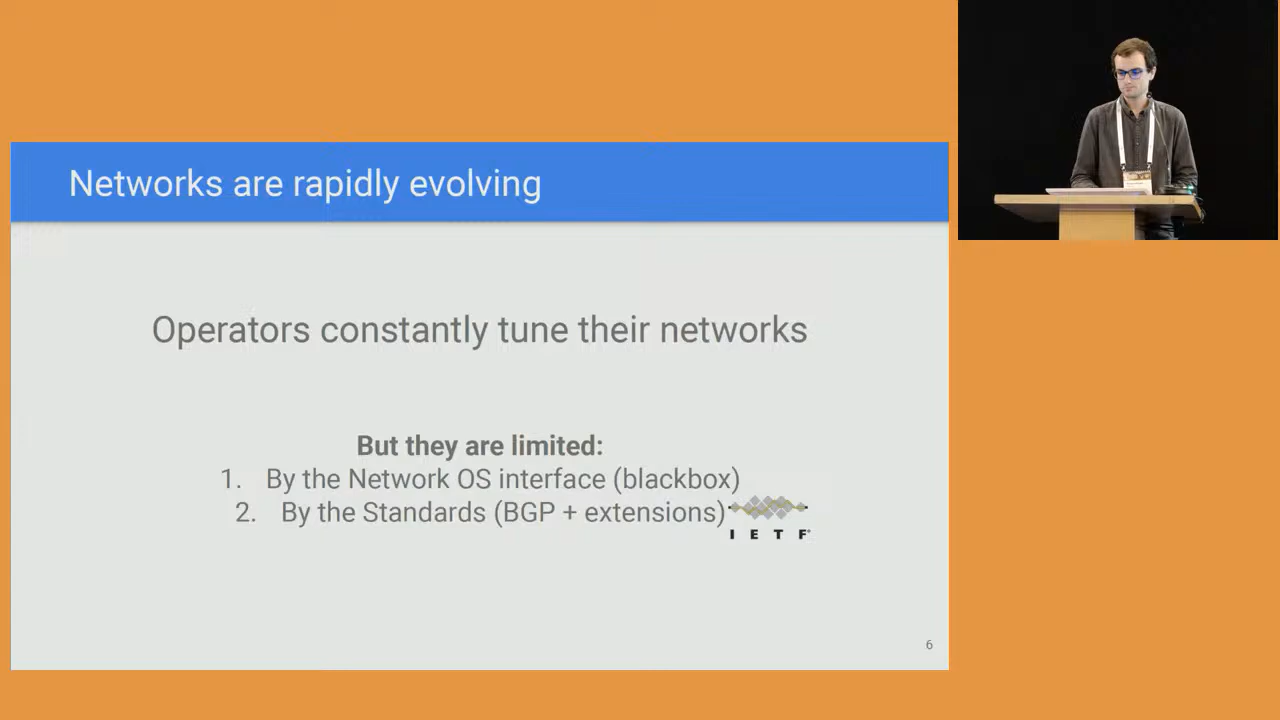 Networks are rapidly evolving
Operators constantly tune their networks
But they are limited:
1. By the Network OS interface (blackbox)
2. By the Standards (BGP + extensions)
I E T F
6